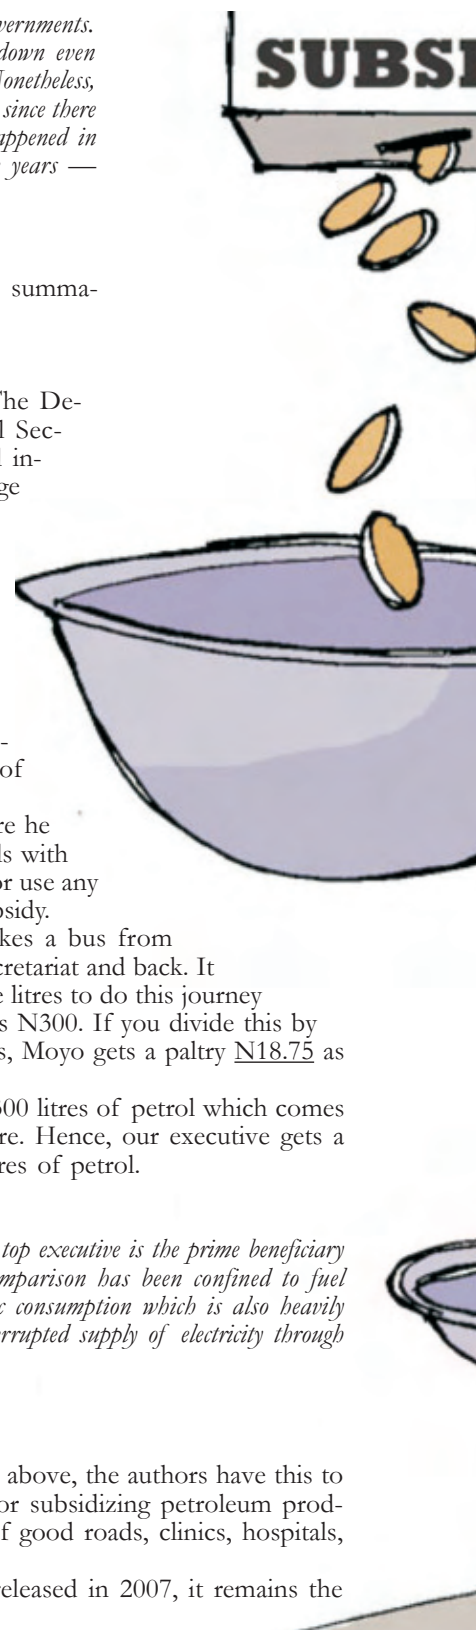 vernments.
down even
Nonetheless,
since there
appened in
years —
SUBSI
summa-
The De-
l Sec-
in-
ge
-
of
re he
ls with
or use any
bsidy.
kes a bus from
cretariat and back. It
e litres to do this journey
s N300. If you divide this by
s, Moyo gets a paltry N18.75 as
600 litres of petrol which comes
re. Hence, our executive gets a
res of petrol.
top executive is the prime beneficiary
mparison has been confined to fuel
c consumption which is also heavily
errupted supply of electricity through
above, the authors have this to
or subsidizing petroleum prod-
f good roads, clinics, hospitals,
released in 2007, it remains the